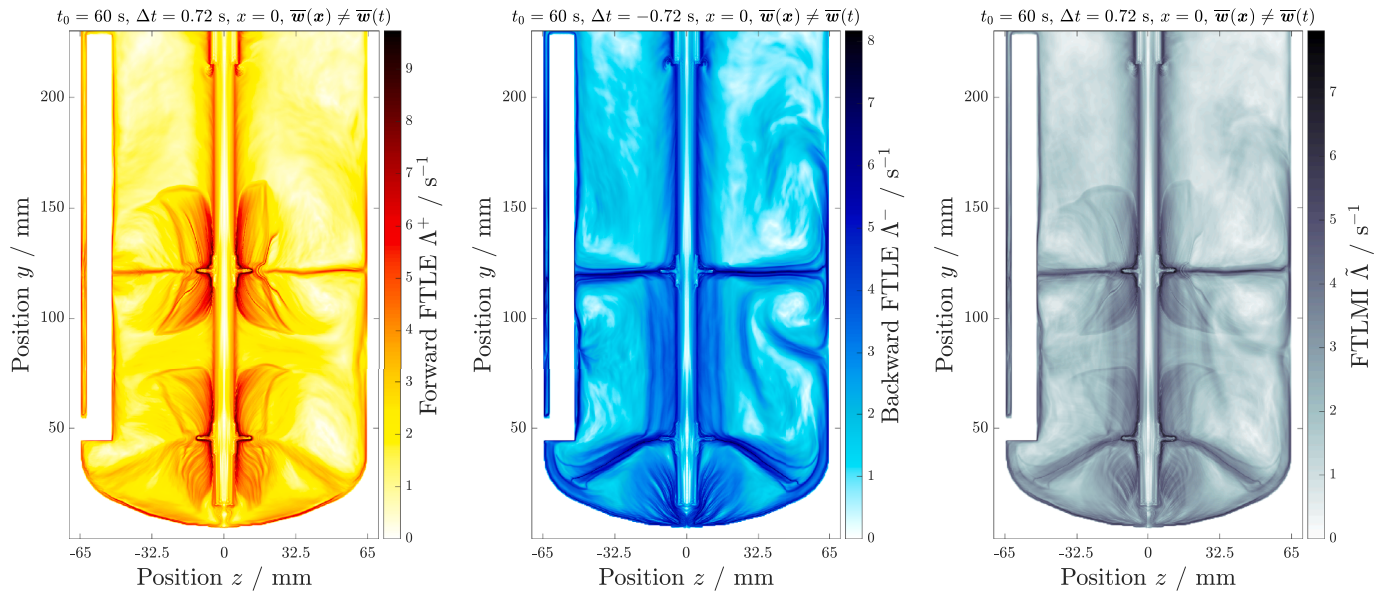 t₀ = 60 s, Δt = 0.72 s, x = 0, w̅(x) ≠ w̅(t)
200
150
100
50
-65 -32.5 0 32.5 65
Position z / mm
Position y / mm
9
8
7
6
5
4
3
2
1
0
Forward FTLE Λ⁺ / s⁻¹
t₀ = 60 s, Δt = −0.72 s, x = 0, w̅(x) ≠ w̅(t)
200
150
100
50
-65 -32.5 0 32.5 65
Position z / mm
Position y / mm
8
7
6
5
4
3
2
1
0
Backward FTLE Λ⁻ / s⁻¹
t₀ = 60 s, Δt = 0.72 s, x = 0, w̅(x) ≠ w̅(t)
200
150
100
50
-65 -32.5 0 32.5 65
Position z / mm
Position y / mm
7
6
5
4
3
2
1
0
FTLMI Λ̃ / s⁻¹